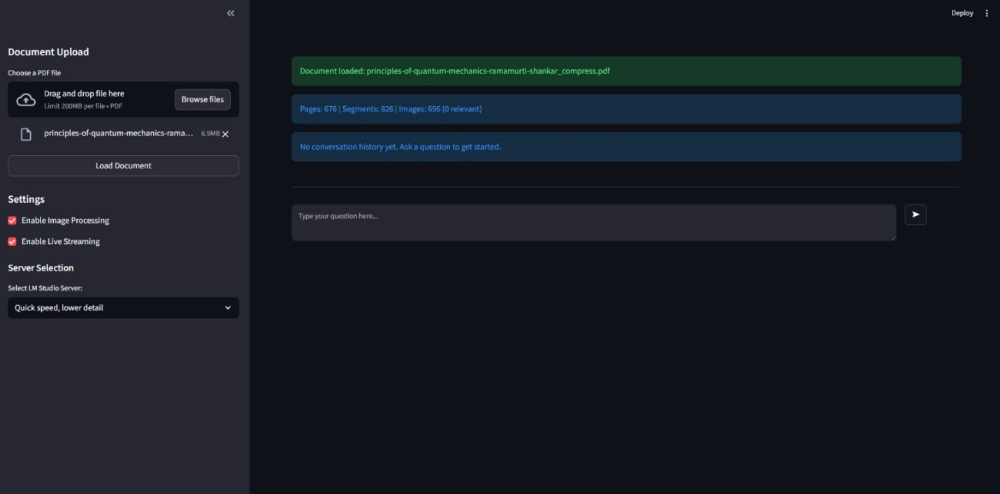 Deploy
Document Upload
Choose a PDF file
Drag and drop file here
Limit 200MB per file • PDF
Browse files
principles-of-quantum-mechanics-rama... 6.9MB
Load Document
Settings
Enable Image Processing
Enable Live Streaming
Server Selection
Select LM Studio Server:
Quick speed, lower detail
Document loaded: principles-of-quantum-mechanics-ramamurti-shankar_compress.pdf
Pages: 676 | Segments: 826 | Images: 696 (0 relevant)
No conversation history yet. Ask a question to get started.
Type your question here...